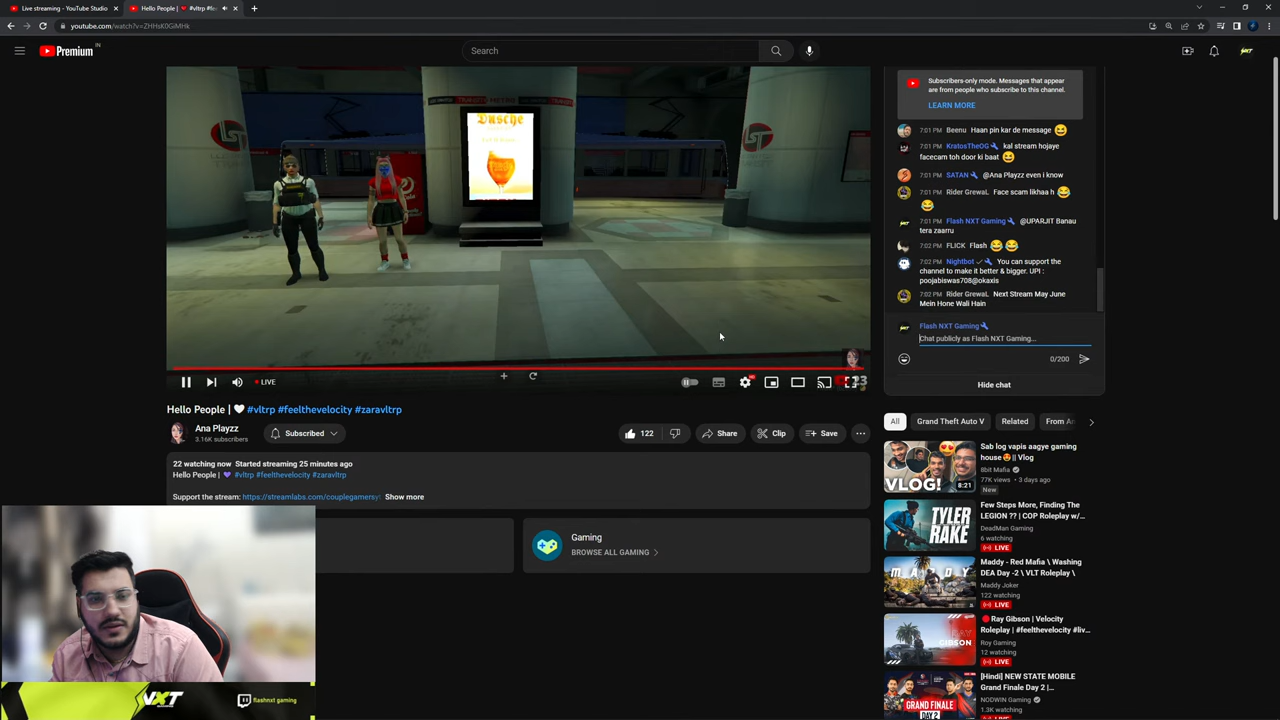 Live streaming - YouTube Studio
Hello People | 🤍 #vltrp #fee
youtube.com/watch?v=ZHHsK0GiMHk
Premium IN
Search
Dusche
Subscribers-only mode. Messages that appear
are from people who subscribe to this channel.
LEARN MORE
7:01 PM Beenu Haan pin kar de message 😆
7:01 PM KratosTheOG kal stream hojaye
facecam toh door ki baat 😆
7:01 PM SATAN @Ana Playzz even i know
7:01 PM Rider GrewaL Face scam likhaa h 😂
😂
7:01 PM Flash NXT Gaming @UPARJIT Banau
tera zaarru
7:02 PM FLICK Flash 😂 😂
7:02 PM Nightbot You can support the
channel to make it better & bigger. UPI :
poojabiswas708@okaxis
7:02 PM Rider GrewaL Next Stream May June
Mein Hone Wali Hain
Flash NXT Gaming
Chat publicly as Flash NXT Gaming...
0/200
Hide chat
LIVE
Hello People | 🤍 #vltrp #feelthevelocity #zaravltrp
Ana Playzz
3.16K subscribers
Subscribed
122
Share
Clip
Save
22 watching now Started streaming 25 minutes ago
Hello People | 💜 #vltrp #feelthevelocity #zaravltrp
Support the stream: https://streamlabs.com/couplegamersy Show more
Gaming
BROWSE ALL GAMING
All
Grand Theft Auto V
Related
From An
VLOG!
8:21
Sab log vapis aagye gaming
house😍|| Vlog
8bit Mafia
77K views • 3 days ago
New
TYLER
RAKE
Few Steps More, Finding The
LEGION ?? | COP Roleplay w/...
DeadMan Gaming
6 watching
LIVE
MADDY
Maddy - Red Mafia \ Washing
DEA Day -2 \ VLT Roleplay \
Maddy Joker
122 watching
LIVE
RAY
GIBSON
🔴Ray Gibson | Velocity
Roleplay | #feelthevelocity #liv...
Roy Gaming
12 watching
LIVE
GRAND FINALE
DAY 2
[Hindi] NEW STATE MOBILE
Grand Finale Day 2 |...
NODWIN Gaming
1.3K watching
NXT
flashnxt gaming